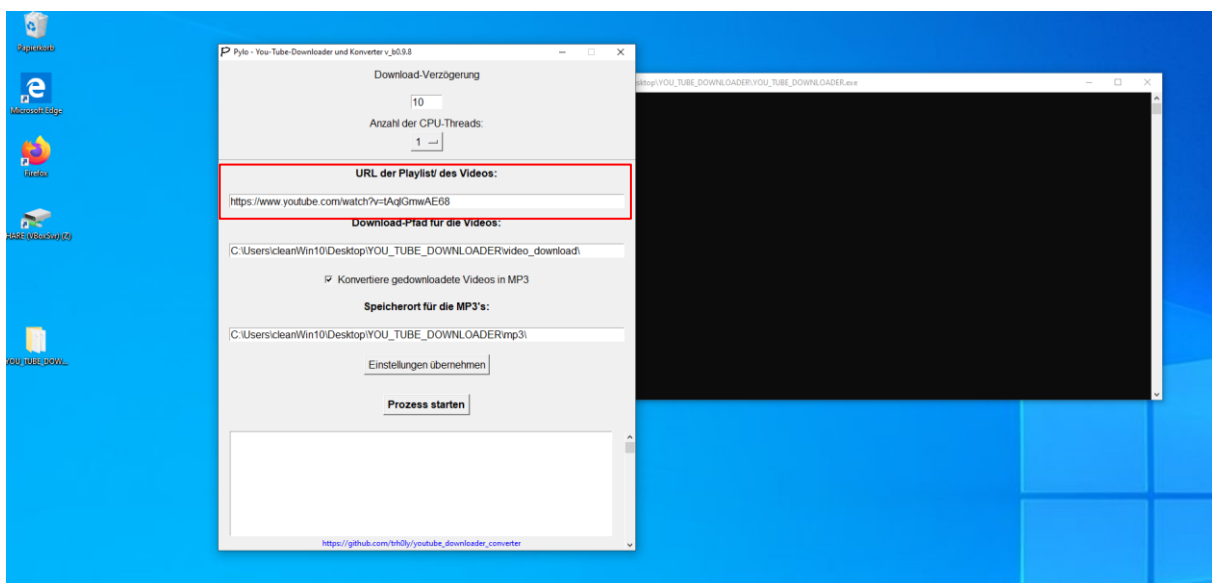 Papierkorb
Microsoft Edge
Firefox
YOU_TUBE_DOW...
Pylo - You-Tube-Downloader und Konverter v_b0.9.8
Download-Verzögerung
10
Anzahl der CPU-Threads:
1
URL der Playlist/ des Videos:
https://www.youtube.com/watch?v=tAqlGmwAE68
Download-Pfad für die Videos:
C:\Users\cleanWin10\Desktop\YOU_TUBE_DOWNLOADER\video_download\
Konvertiere gedownloadete Videos in MP3
Speicherort für die MP3's:
C:\Users\cleanWin10\Desktop\YOU_TUBE_DOWNLOADER\mp3\
Einstellungen übernehmen
Prozess starten
https://github.com/trh0ly/youtube_downloader_converter
sktop\YOU_TUBE_DOWNLOADER\YOU_TUBE_DOWNLOADER.exe